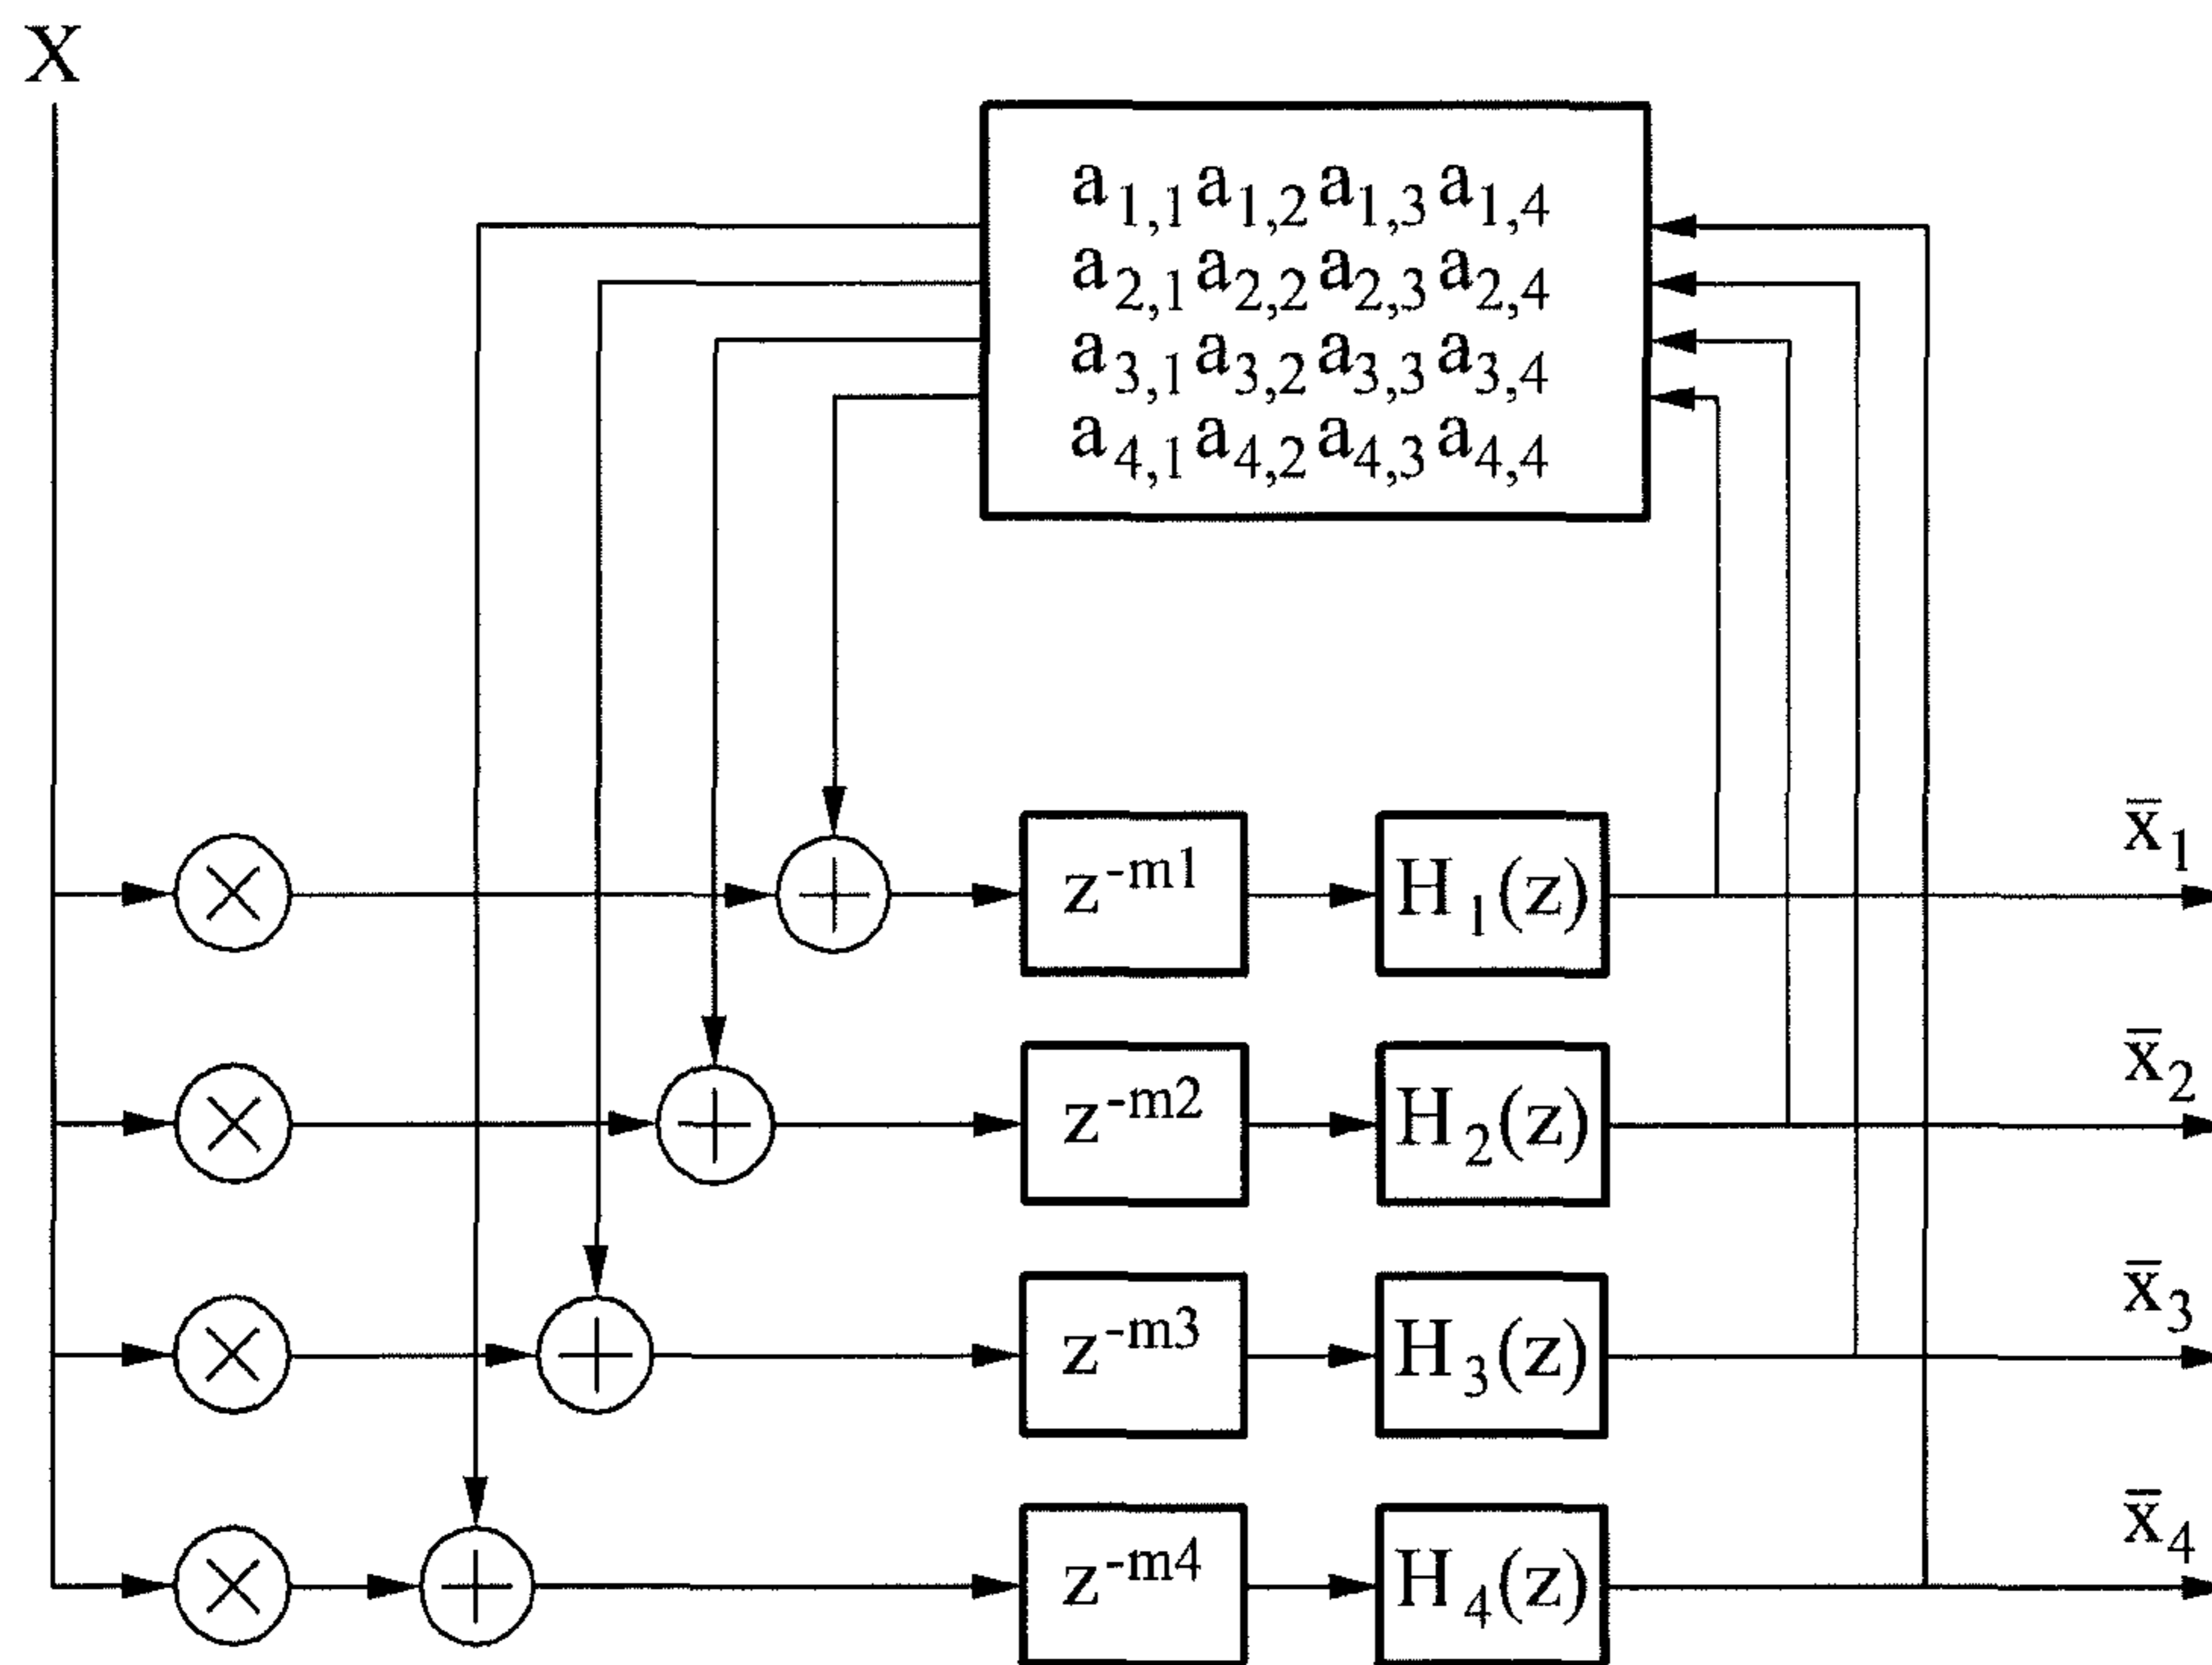 X
a1,1 a1,2 a1,3 a1,4
a2,1 a2,2 a2,3 a2,4
a3,1 a3,2 a3,3 a3,4
a4,1 a4,2 a4,3 a4,4
z^-m1 H1(z) x̿1
z^-m2 H2(z) x̿2
z^-m3 H3(z) x̿3
z^-m4 H4(z) x̿4